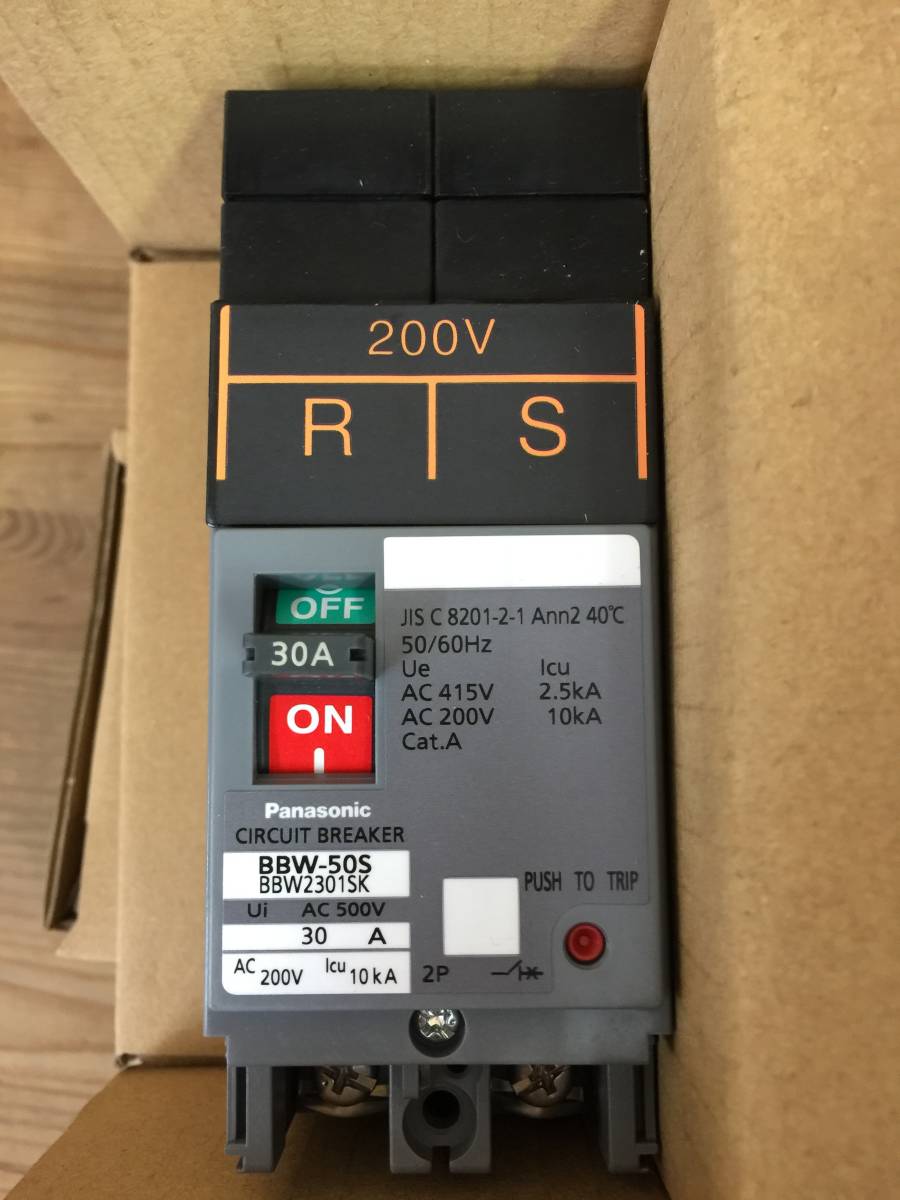 200V
R S
OFF
30A
ON
JIS C 8201-2-1 Ann2 40℃
50/60Hz
Ue Icu
AC 415V 2.5kA
AC 200V 10kA
Cat.A
Panasonic
CIRCUIT BREAKER
BBW-50S
BBW2301SK
Ui AC 500V
30 A
AC 200V Icu 10kA
2P
PUSH TO TRIP